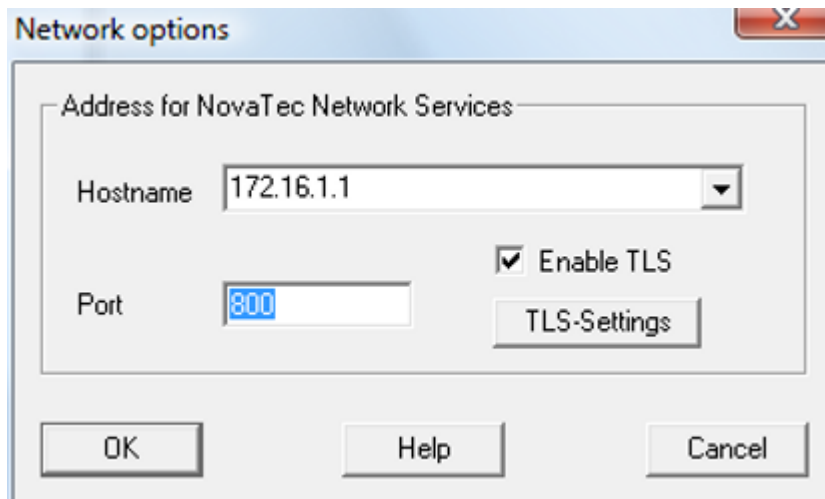 Network options
Address for NovaTec Network Services
Hostname 172.16.1.1
Enable TLS
Port 800
TLS-Settings
OK Help Cancel